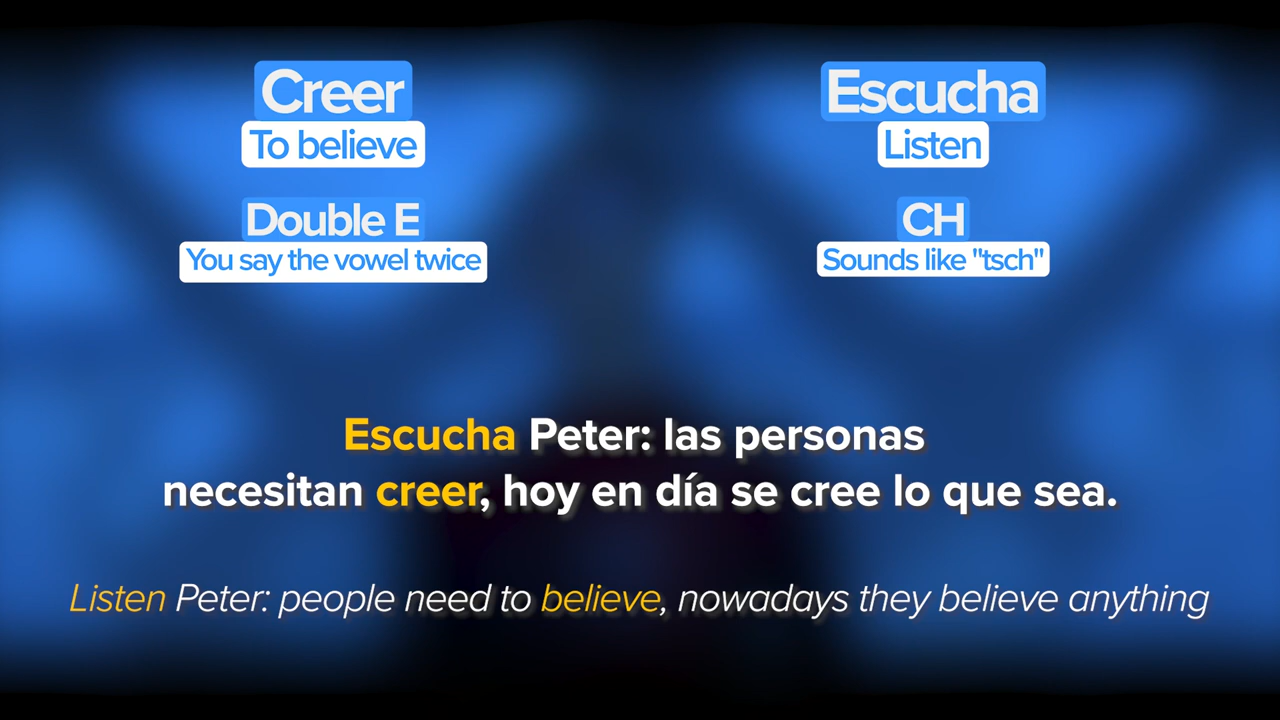 Creer
To believe
Double E
You say the vowel twice
Escucha
Listen
CH
Sounds like "tsch"
Escucha Peter: las personas
necesitan creer, hoy en día se cree lo que sea.
Listen Peter: people need to believe, nowadays they believe anything